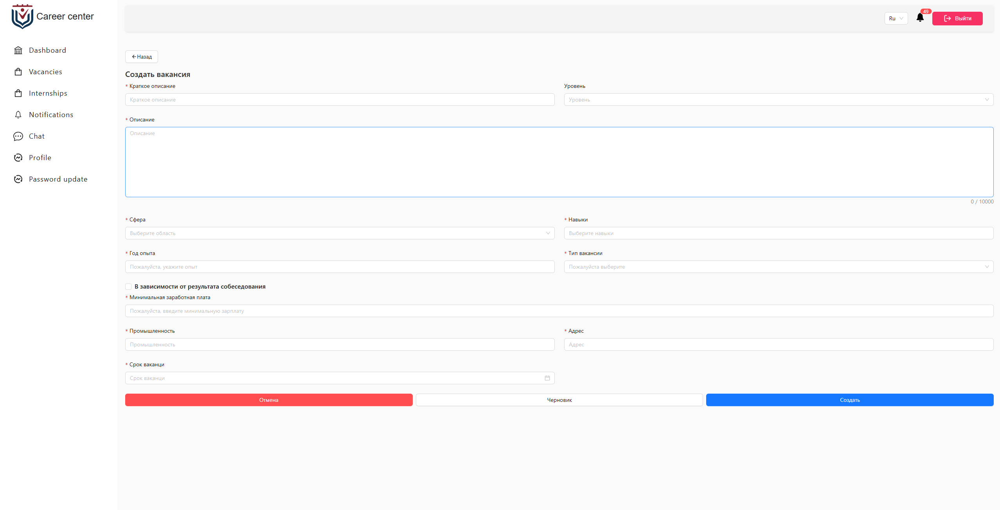 Career center
Ru
49
Выйти
Dashboard
Vacancies
Internships
Notifications
Chat
Profile
Password update
Назад
Создать вакансия
* Краткое описание
Краткое описание
Уровень
Уровень
* Описание
Описание
0 / 10000
* Сфера
Выберите область
* Навыки
Выберите навыки
* Год опыта
Пожалуйста, укажите опыт
* Тип вакансии
Пожалуйста выберите
В зависимости от результата собеседования
* Минимальная заработная плата
Пожалуйста, введите минимальную зарплату
* Промышленность
Промышленность
* Адрес
Адрес
* Срок ваканци
Срок ваканци
Отмена
Черновик
Создать